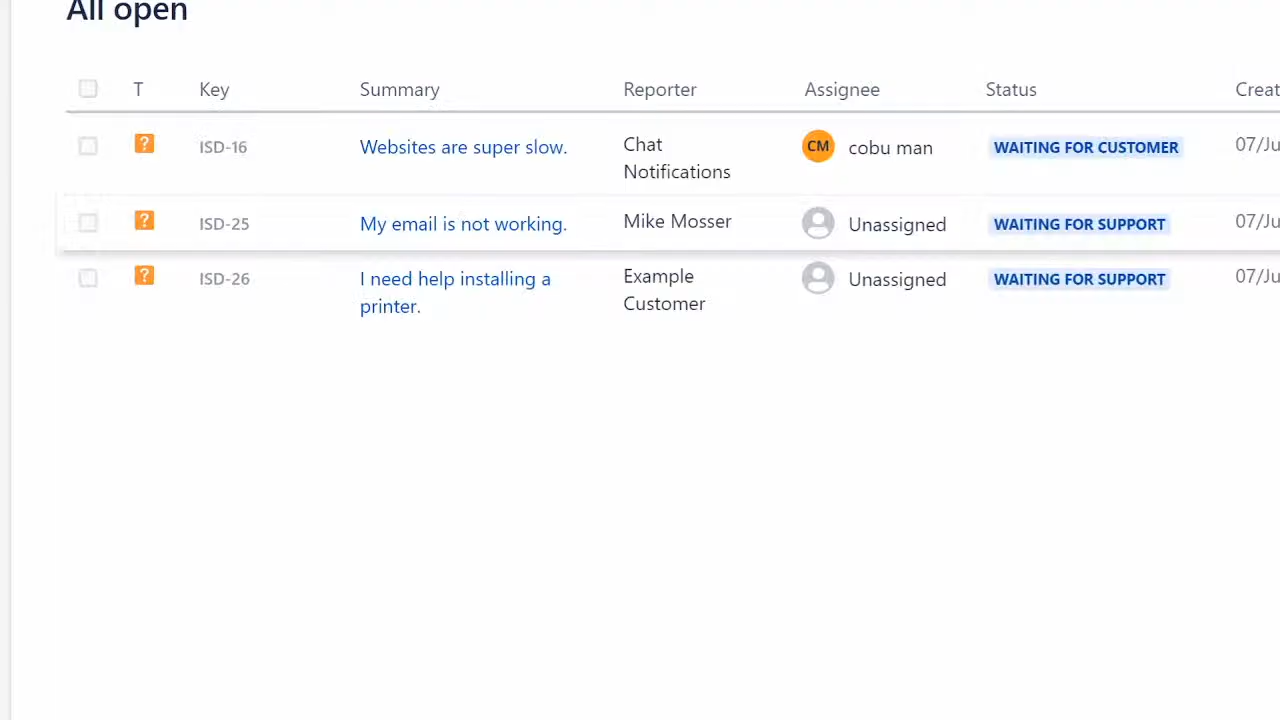 All open
T Key Summary Reporter Assignee Status Creat
? ISD-16 Websites are super slow. Chat Notifications CM cobu man WAITING FOR CUSTOMER 07/Ju
? ISD-25 My email is not working. Mike Mosser Unassigned WAITING FOR SUPPORT 07/Ju
? ISD-26 I need help installing a printer. Example Customer Unassigned WAITING FOR SUPPORT 07/Ju